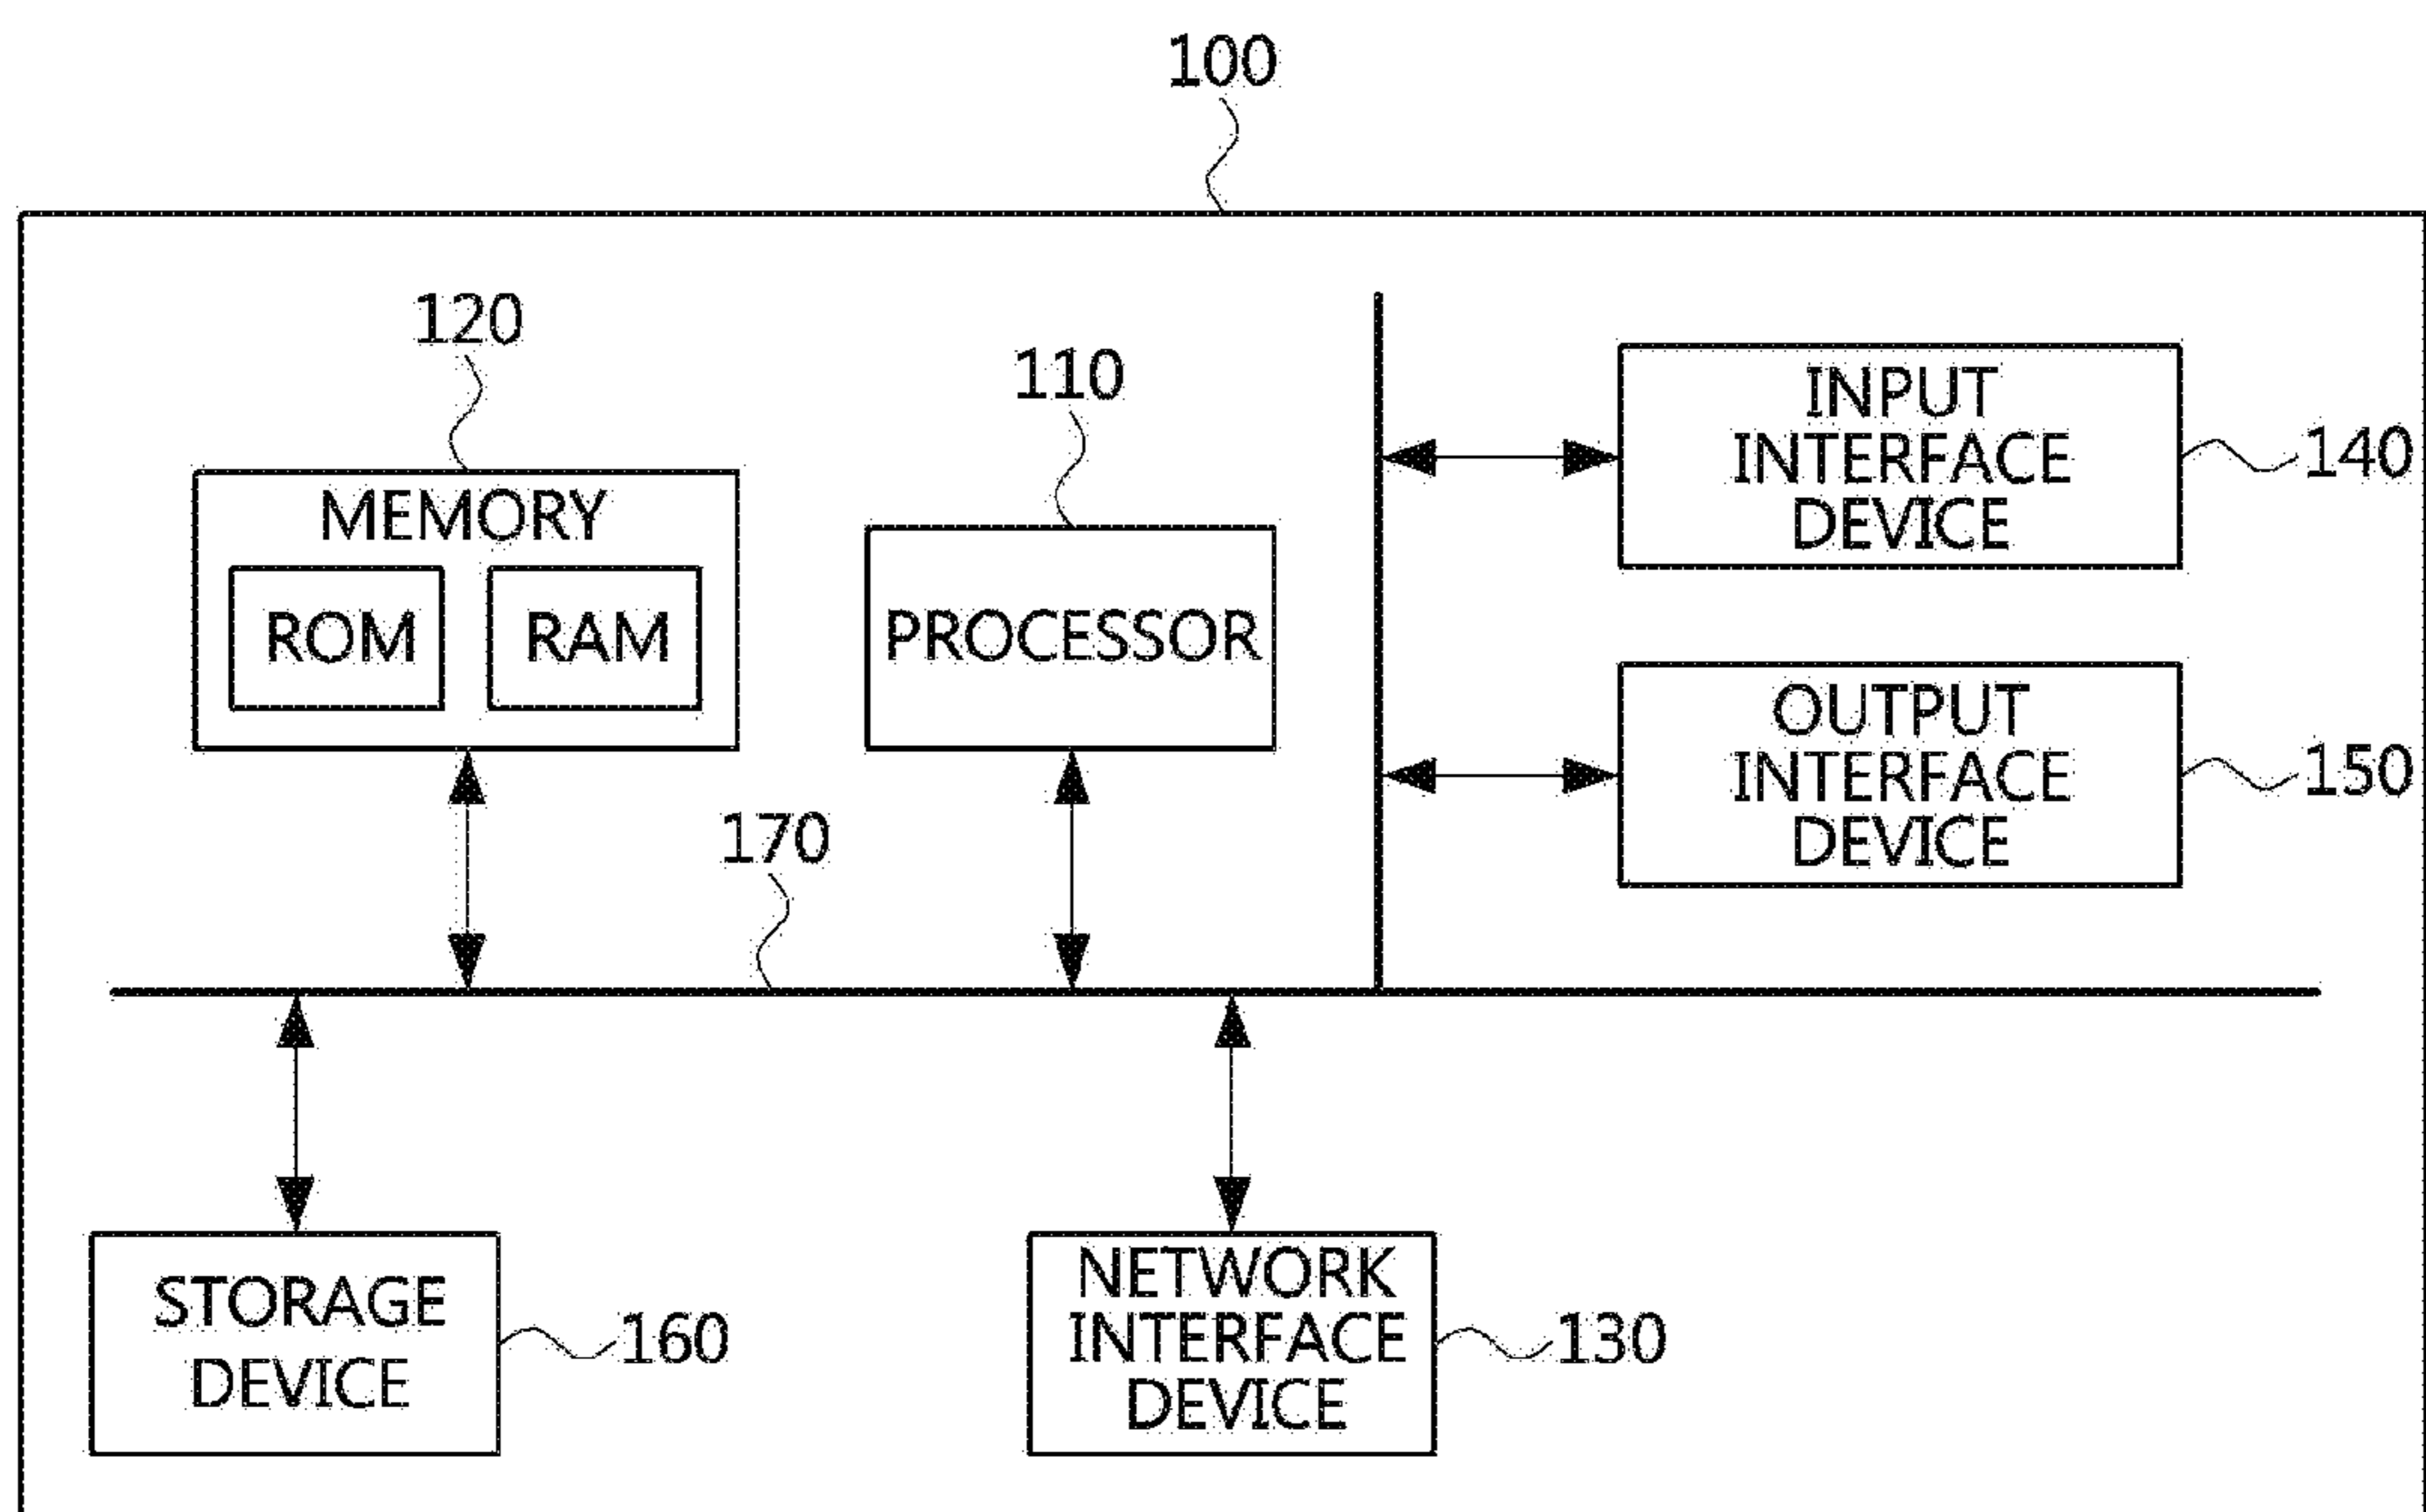 100
120
110
MEMORY
ROM
RAM
PROCESSOR
INPUT
INTERFACE
DEVICE
140
OUTPUT
INTERFACE
DEVICE
150
170
STORAGE
DEVICE
160
NETWORK
INTERFACE
DEVICE
130